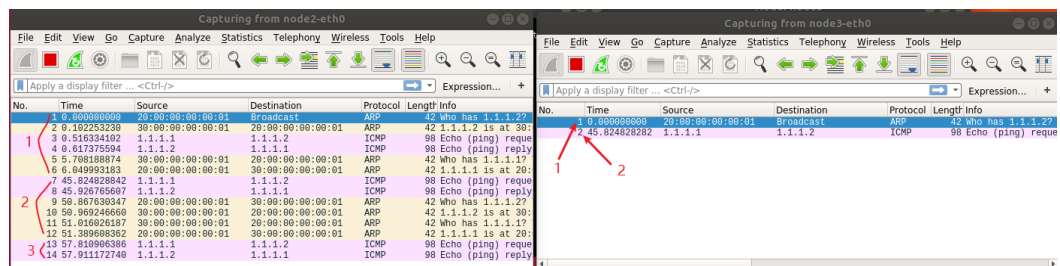 Capturing from node2-eth0
File Edit View Go Capture Analyze Statistics Telephony Wireless Tools Help
Apply a display filter ... <Ctrl-/> Expression... +
No. Time Source Destination Protocol Length Info
1 0.000000000 20:00:00:00:00:01 Broadcast ARP 42 Who has 1.1.1.2?
2 0.102253230 30:00:00:00:00:01 20:00:00:00:00:01 ARP 42 1.1.1.2 is at 30:
3 0.516334102 1.1.1.1 1.1.1.2 ICMP 98 Echo (ping) reque
4 0.617375594 1.1.1.2 1.1.1.1 ICMP 98 Echo (ping) reply
5 5.708188874 30:00:00:00:00:01 20:00:00:00:00:01 ARP 42 Who has 1.1.1.1?
6 6.049993183 20:00:00:00:00:01 30:00:00:00:00:01 ARP 42 1.1.1.1 is at 20:
7 45.824828842 1.1.1.1 1.1.1.2 ICMP 98 Echo (ping) reque
8 45.926765607 1.1.1.2 1.1.1.1 ICMP 98 Echo (ping) reply
9 50.867630347 20:00:00:00:00:01 30:00:00:00:00:01 ARP 42 Who has 1.1.1.2?
10 50.969246660 30:00:00:00:00:01 20:00:00:00:00:01 ARP 42 1.1.1.2 is at 30:
11 51.016026187 30:00:00:00:00:01 20:00:00:00:00:01 ARP 42 Who has 1.1.1.1?
12 51.389608362 20:00:00:00:00:01 30:00:00:00:00:01 ARP 42 1.1.1.1 is at 20:
13 57.810906386 1.1.1.1 1.1.1.2 ICMP 98 Echo (ping) reque
14 57.911172740 1.1.1.2 1.1.1.1 ICMP 98 Echo (ping) reply
1
2
3
Capturing from node3-eth0
File Edit View Go Capture Analyze Statistics Telephony Wireless Tools Help
Apply a display filter ... <Ctrl-/> Expression... +
No. Time Source Destination Protocol Length Info
1 0.000000000 20:00:00:00:00:01 Broadcast ARP 42 Who has 1.1.1.2?
2 45.824828282 1.1.1.1 1.1.1.2 ICMP 98 Echo (ping) reque
1
2